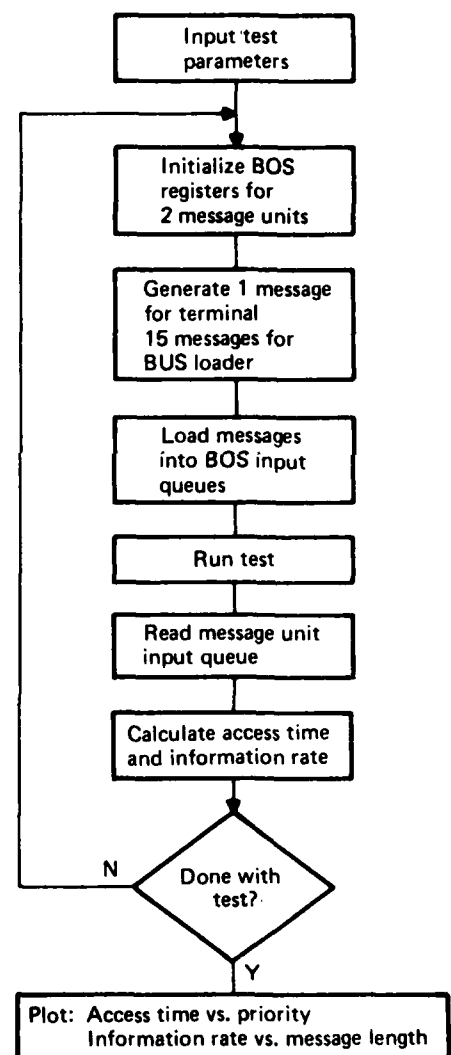 Input test
parameters
Initialize BOS
registers for
2 message units
Generate 1 message
for terminal
15 messages for
BUS loader
Load messages
into BOS input
queues
Run test
Read message unit
input queue
Calculate access time
and information rate
Done with
test?
N
Y
Plot: Access time vs. priority
Information rate vs. message length